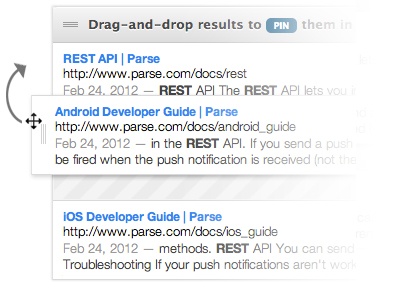 Drag-and-drop results to PIN them in
REST API | Parse
http://www.parse.com/docs/rest
Feb 24, 2012 — REST API The REST API lets you i
Android Developer Guide | Parse
http://www.parse.com/docs/android_guide
Feb 24, 2012 — in the REST API. If you send a push
be fired when the push notification is received (not the
iOS Developer Guide | Parse
http://www.parse.com/docs/ios_guide
Feb 24, 2012 — methods. REST API You can send
Troubleshooting If your push notifications aren't work